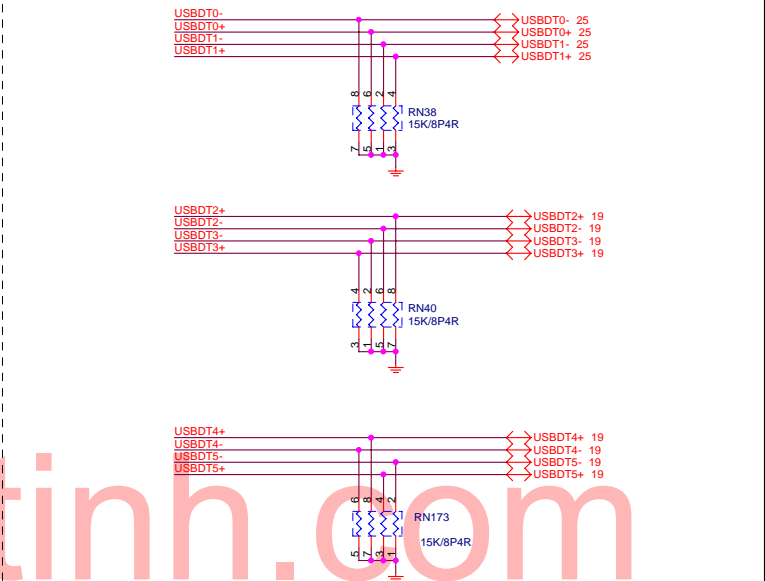 USBDT0- USBDT0- 25
USBDT0+ USBDT0+ 25
USBDT1- USBDT1- 25
USBDT1+ USBDT1+ 25
8 6 2 4
RN38
15K/8P4R
7 5 1 3
USBDT2+ USBDT2+ 19
USBDT2- USBDT2- 19
USBDT3- USBDT3- 19
USBDT3+ USBDT3+ 19
4 2 6 8
RN40
15K/8P4R
3 1 5 7
USBDT4+ USBDT4+ 19
USBDT4- USBDT4- 19
USBDT5- USBDT5- 19
USBDT5+ USBDT5+ 19
6 8 4 2
RN173
15K/8P4R
5 7 3 1
tinh.com